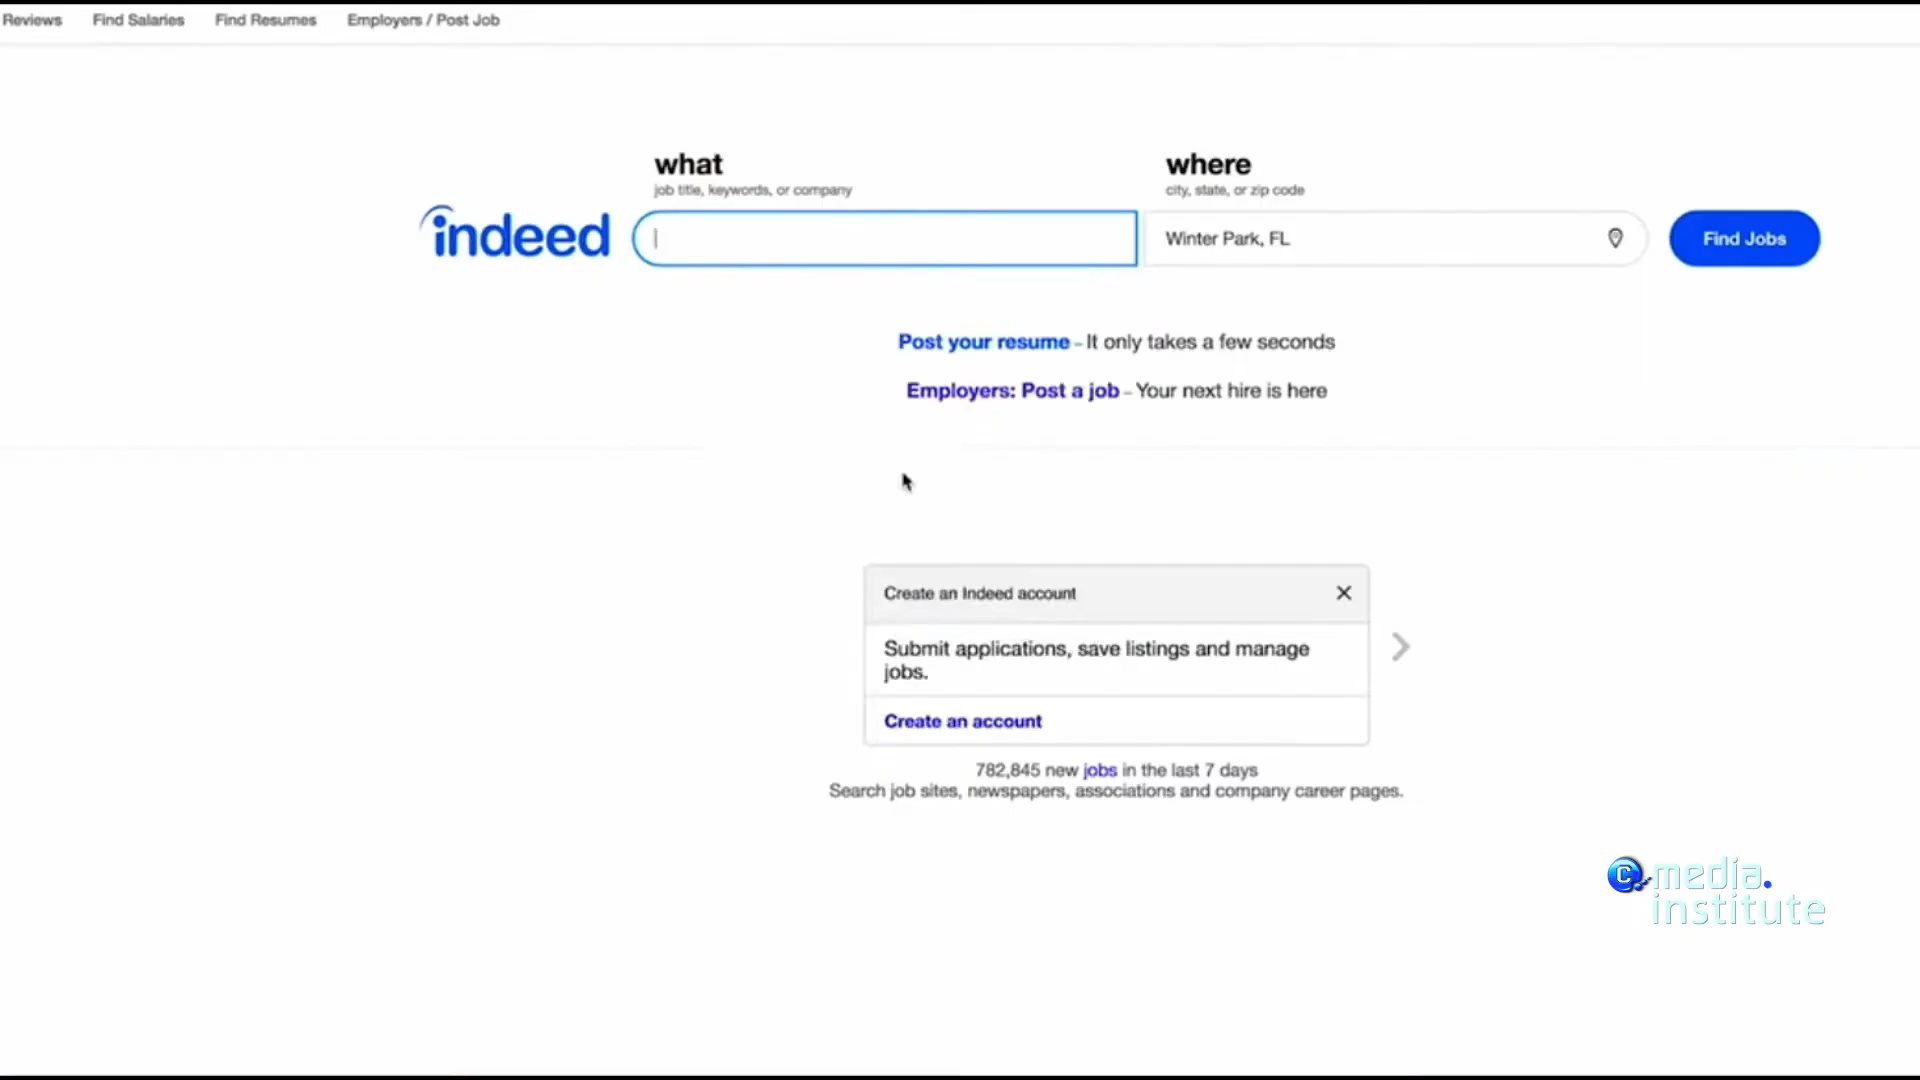 Reviews Find Salaries Find Resumes Employers / Post Job
what
job title, keywords, or company
where
city, state, or zip code
indeed
Winter Park, FL
Find Jobs
Post your resume - It only takes a few seconds
Employers: Post a job - Your next hire is here
Create an Indeed account
Submit applications, save listings and manage
jobs.
Create an account
782,845 new jobs in the last 7 days
Search job sites, newspapers, associations and company career pages.
C media.
institute